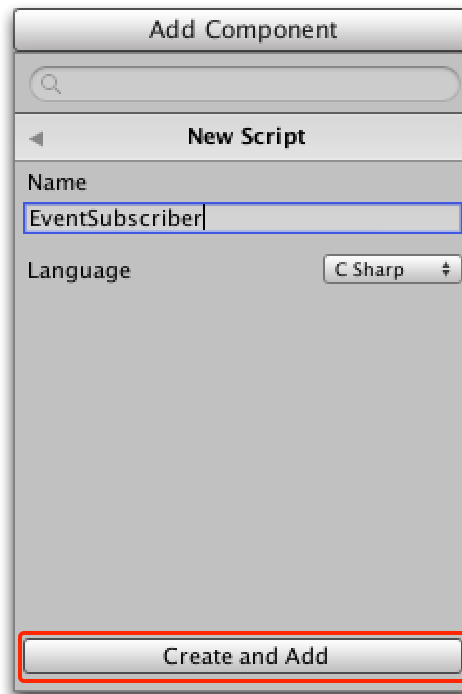 Add Component
New Script
Name
EventSubscriber
Language
C Sharp
Create and Add